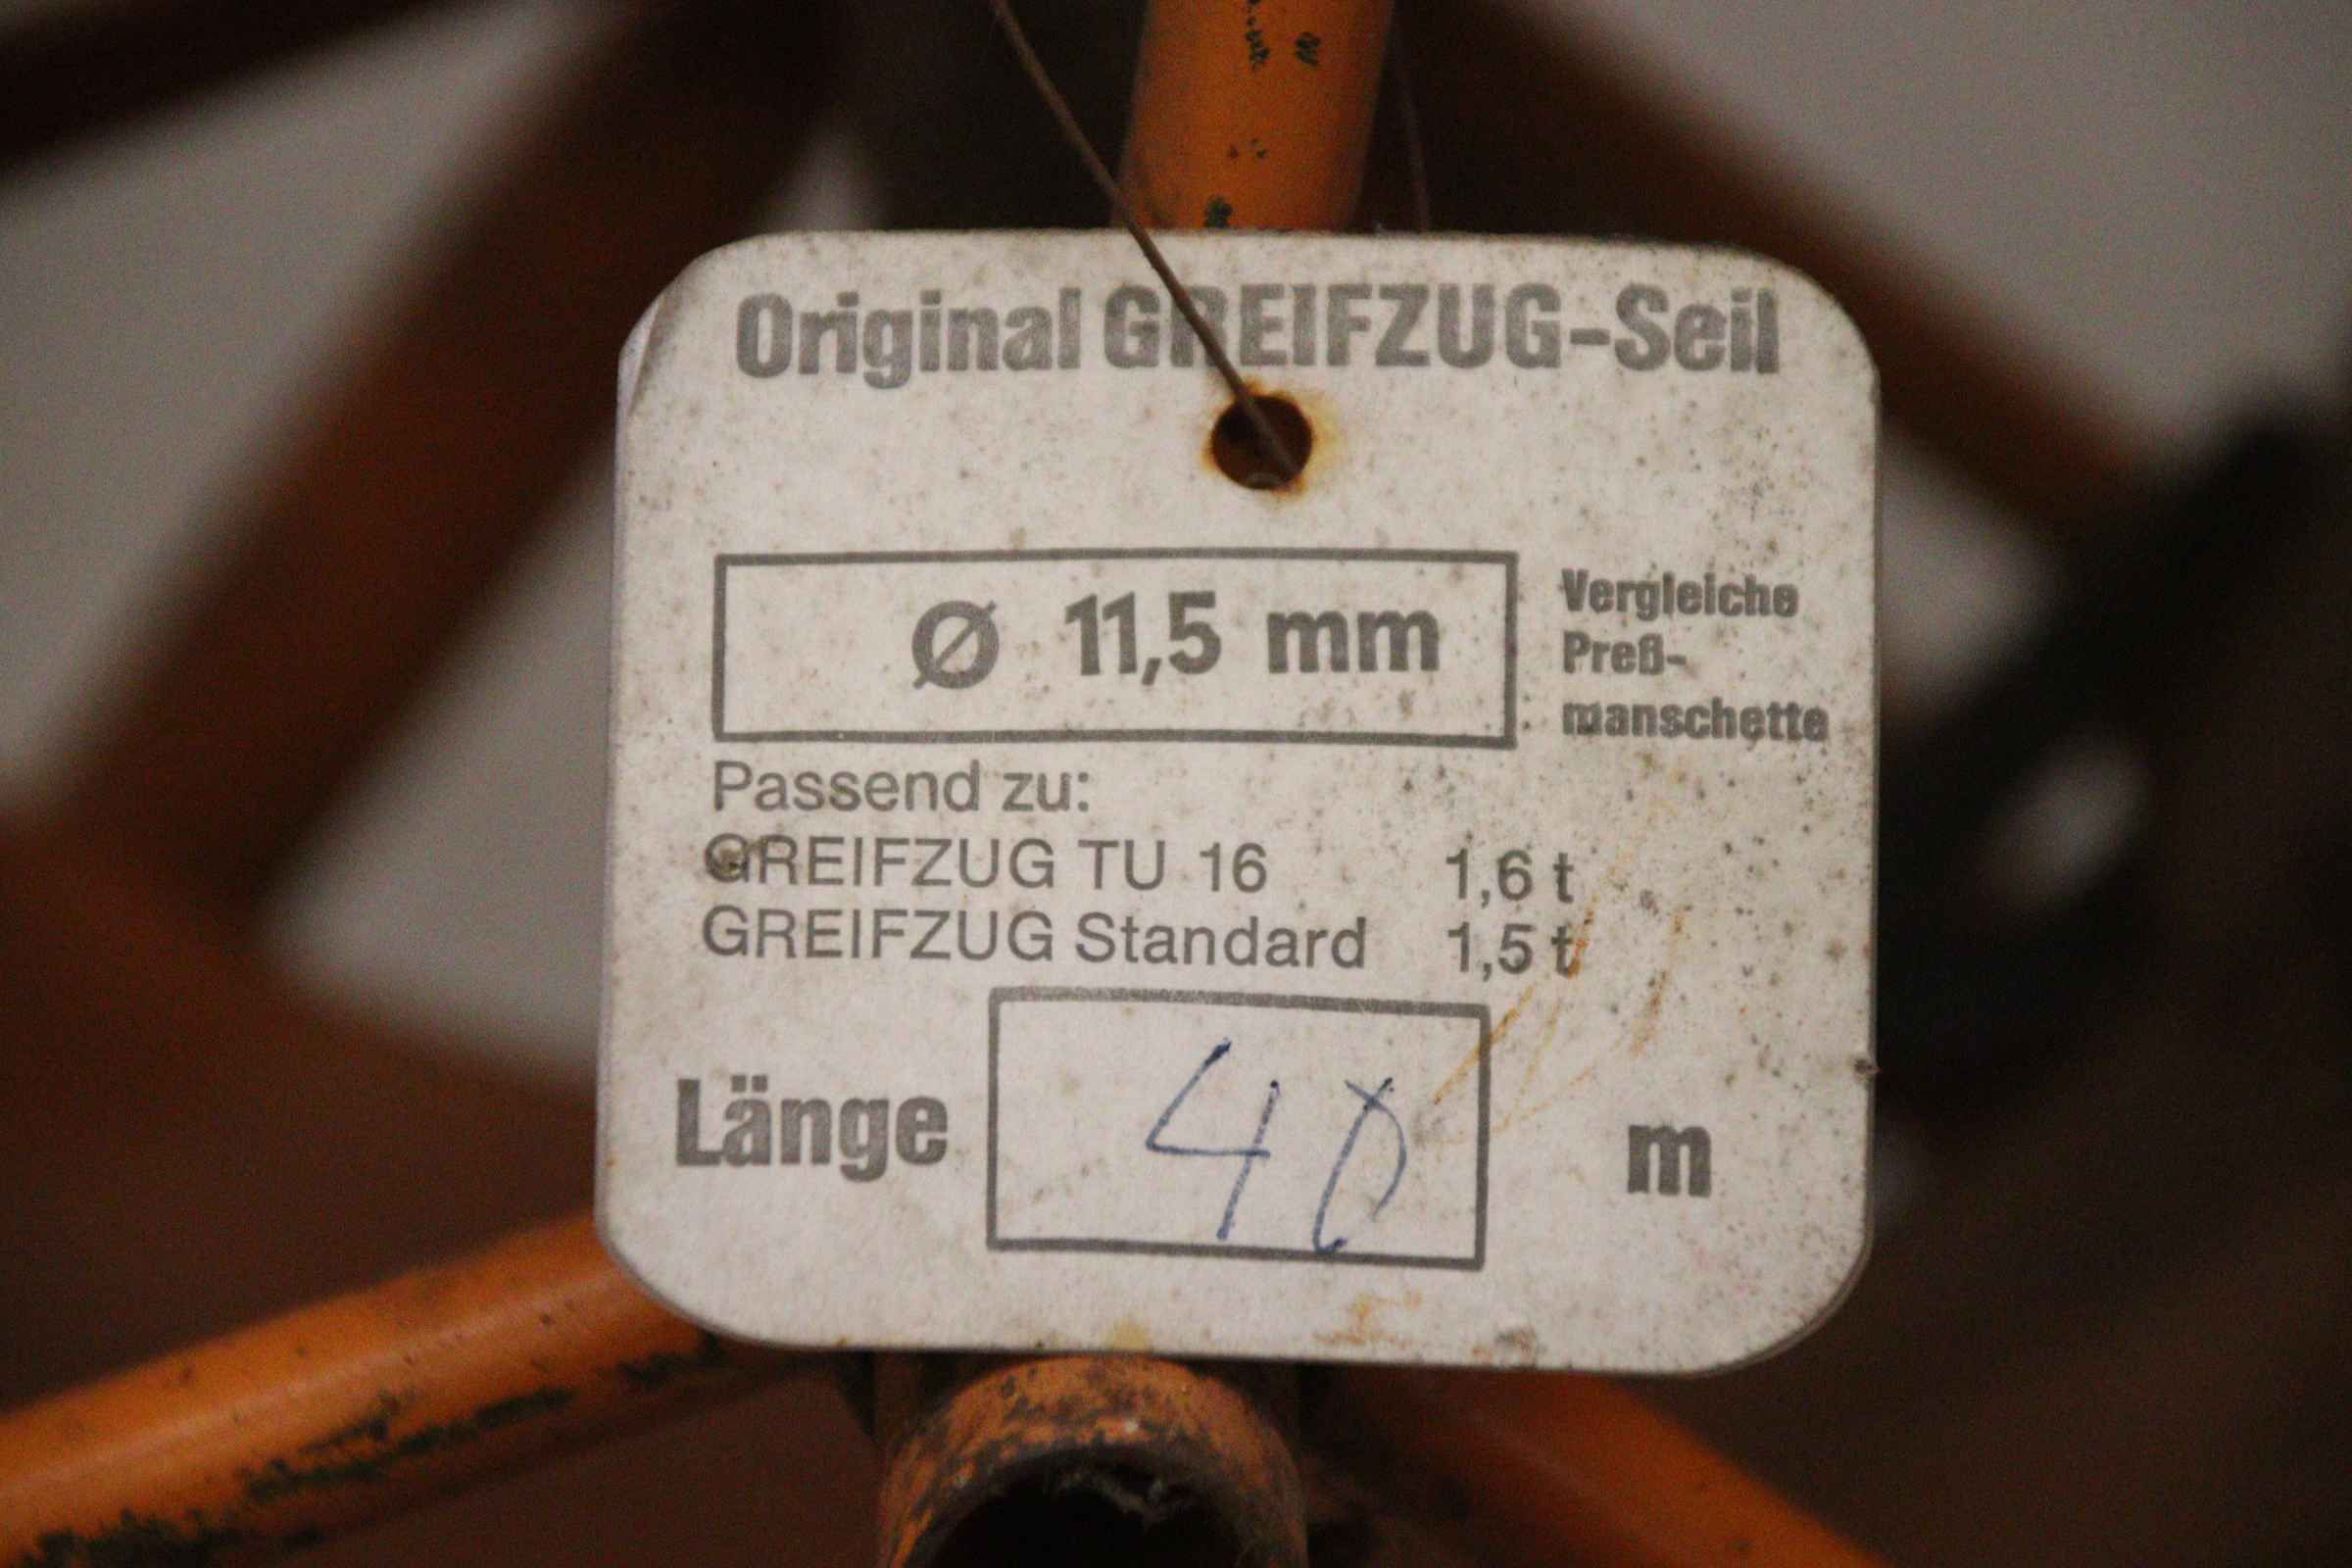 Original GREIFZUG-Seil
Ø 11,5 mm
Vergleiche
Preß-
manschette
Passend zu:
GREIFZUG TU 16 1,6 t
GREIFZUG Standard 1,5 t
Länge 40 m